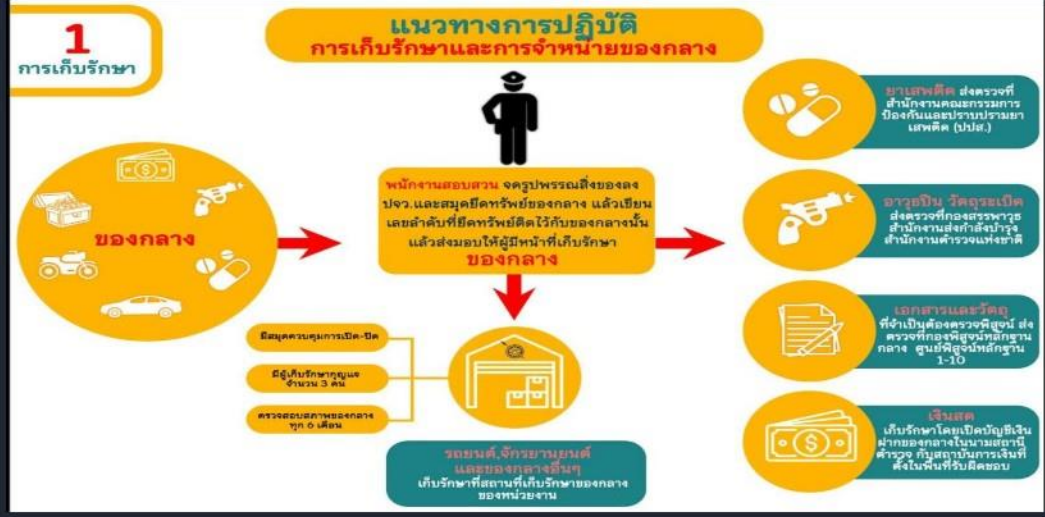 1
การเก็บรักษา
แนวทางการปฏิบัติ
การเก็บรักษาและการจำหน่ายของกลาง
ของกลาง
พนักงานสอบสวน จดรูปพรรณสิ่งของลง
ปจว.และสมุดยึดทรัพย์ของกลาง แล้วเขียน
เลขลำดับที่ยึดทรัพย์ติดไว้กับของกลางนั้น
แล้วส่งมอบให้ผู้มีหน้าที่เก็บรักษา
ของกลาง
มีสมุดควบคุมการเปิด-ปิด
มีผู้เก็บรักษากุญแจ
จำนวน 3 คน
ตรวจสอบสภาพของกลาง
ทุก 6 เดือน
รถยนต์,จักรยานยนต์
และของกลางอื่นๆ
เก็บรักษาที่สถานที่เก็บรักษาของกลาง
ของหน่วยงาน
ยาเสพติด ส่งตรวจที่
สำนักงานคณะกรรมการ
ป้องกันและปราบปรามยา
เสพติด (ปปส.)
อาวุธปืน วัตถุระเบิด
ส่งตรวจที่กองสรรพาวุธ
สำนักงานส่งกำลังบำรุง
สำนักงานตำรวจแห่งชาติ
เอกสารและวัตถุ
ที่จำเป็นต้องตรวจพิสูจน์ ส่ง
ตรวจที่กองพิสูจน์หลักฐาน
กลาง ศูนย์พิสูจน์หลักฐาน
1-10
เงินสด
เก็บรักษาโดยเปิดบัญชีเงิน
ฝากของกลางในนามสถานี
ตำรวจ กับสถาบันการเงินที่
ตั้งในพื้นที่รับผิดชอบ